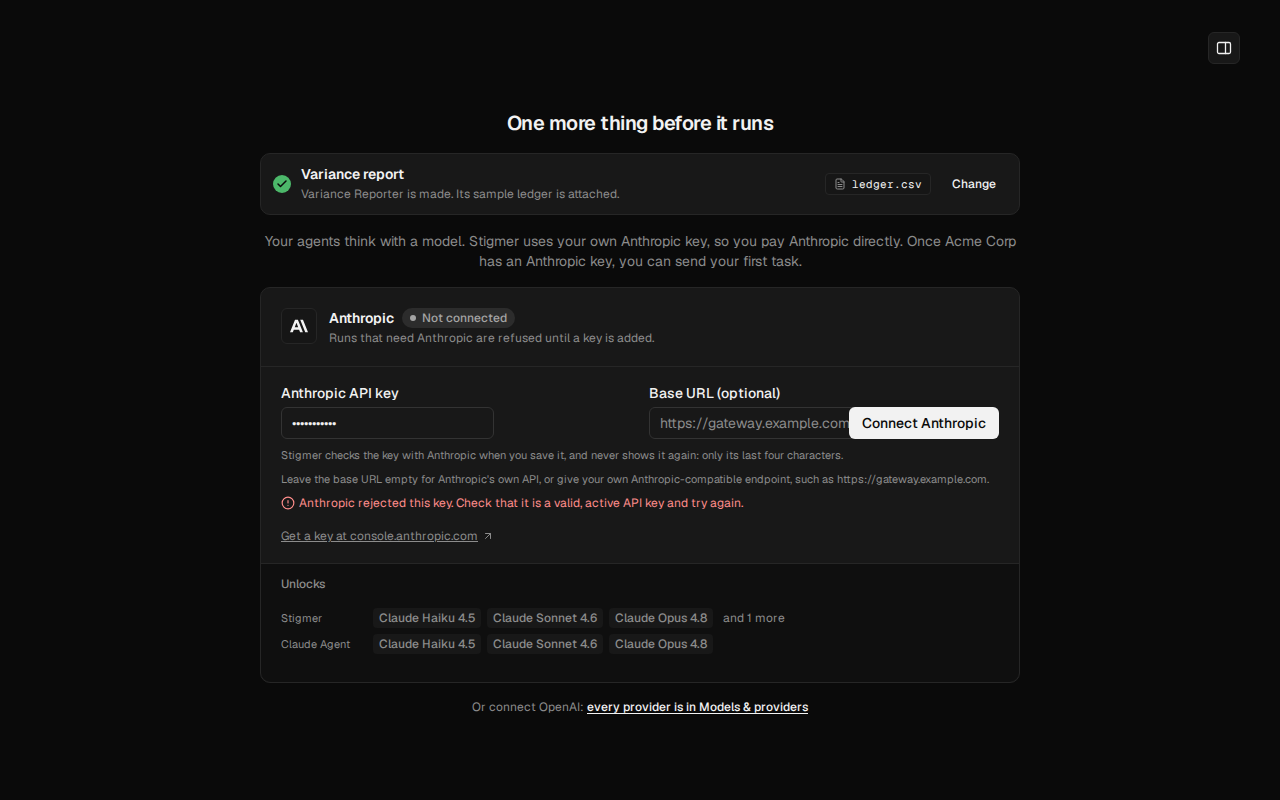 One more thing before it runs
Variance report
Variance Reporter is made. Its sample ledger is attached.
ledger.csv
Change
Your agents think with a model. Stigmer uses your own Anthropic key, so you pay Anthropic directly. Once Acme Corp
has an Anthropic key, you can send your first task.
Anthropic
Not connected
Runs that need Anthropic are refused until a key is added.
Anthropic API key
Base URL (optional)
•••••••••••
https://gateway.example.com
Connect Anthropic
Stigmer checks the key with Anthropic when you save it, and never shows it again: only its last four characters.
Leave the base URL empty for Anthropic's own API, or give your own Anthropic-compatible endpoint, such as https://gateway.example.com.
Anthropic rejected this key. Check that it is a valid, active API key and try again.
Get a key at console.anthropic.com
Unlocks
Stigmer Claude Haiku 4.5 Claude Sonnet 4.6 Claude Opus 4.8 and 1 more
Claude Agent Claude Haiku 4.5 Claude Sonnet 4.6 Claude Opus 4.8
Or connect OpenAI: every provider is in Models & providers